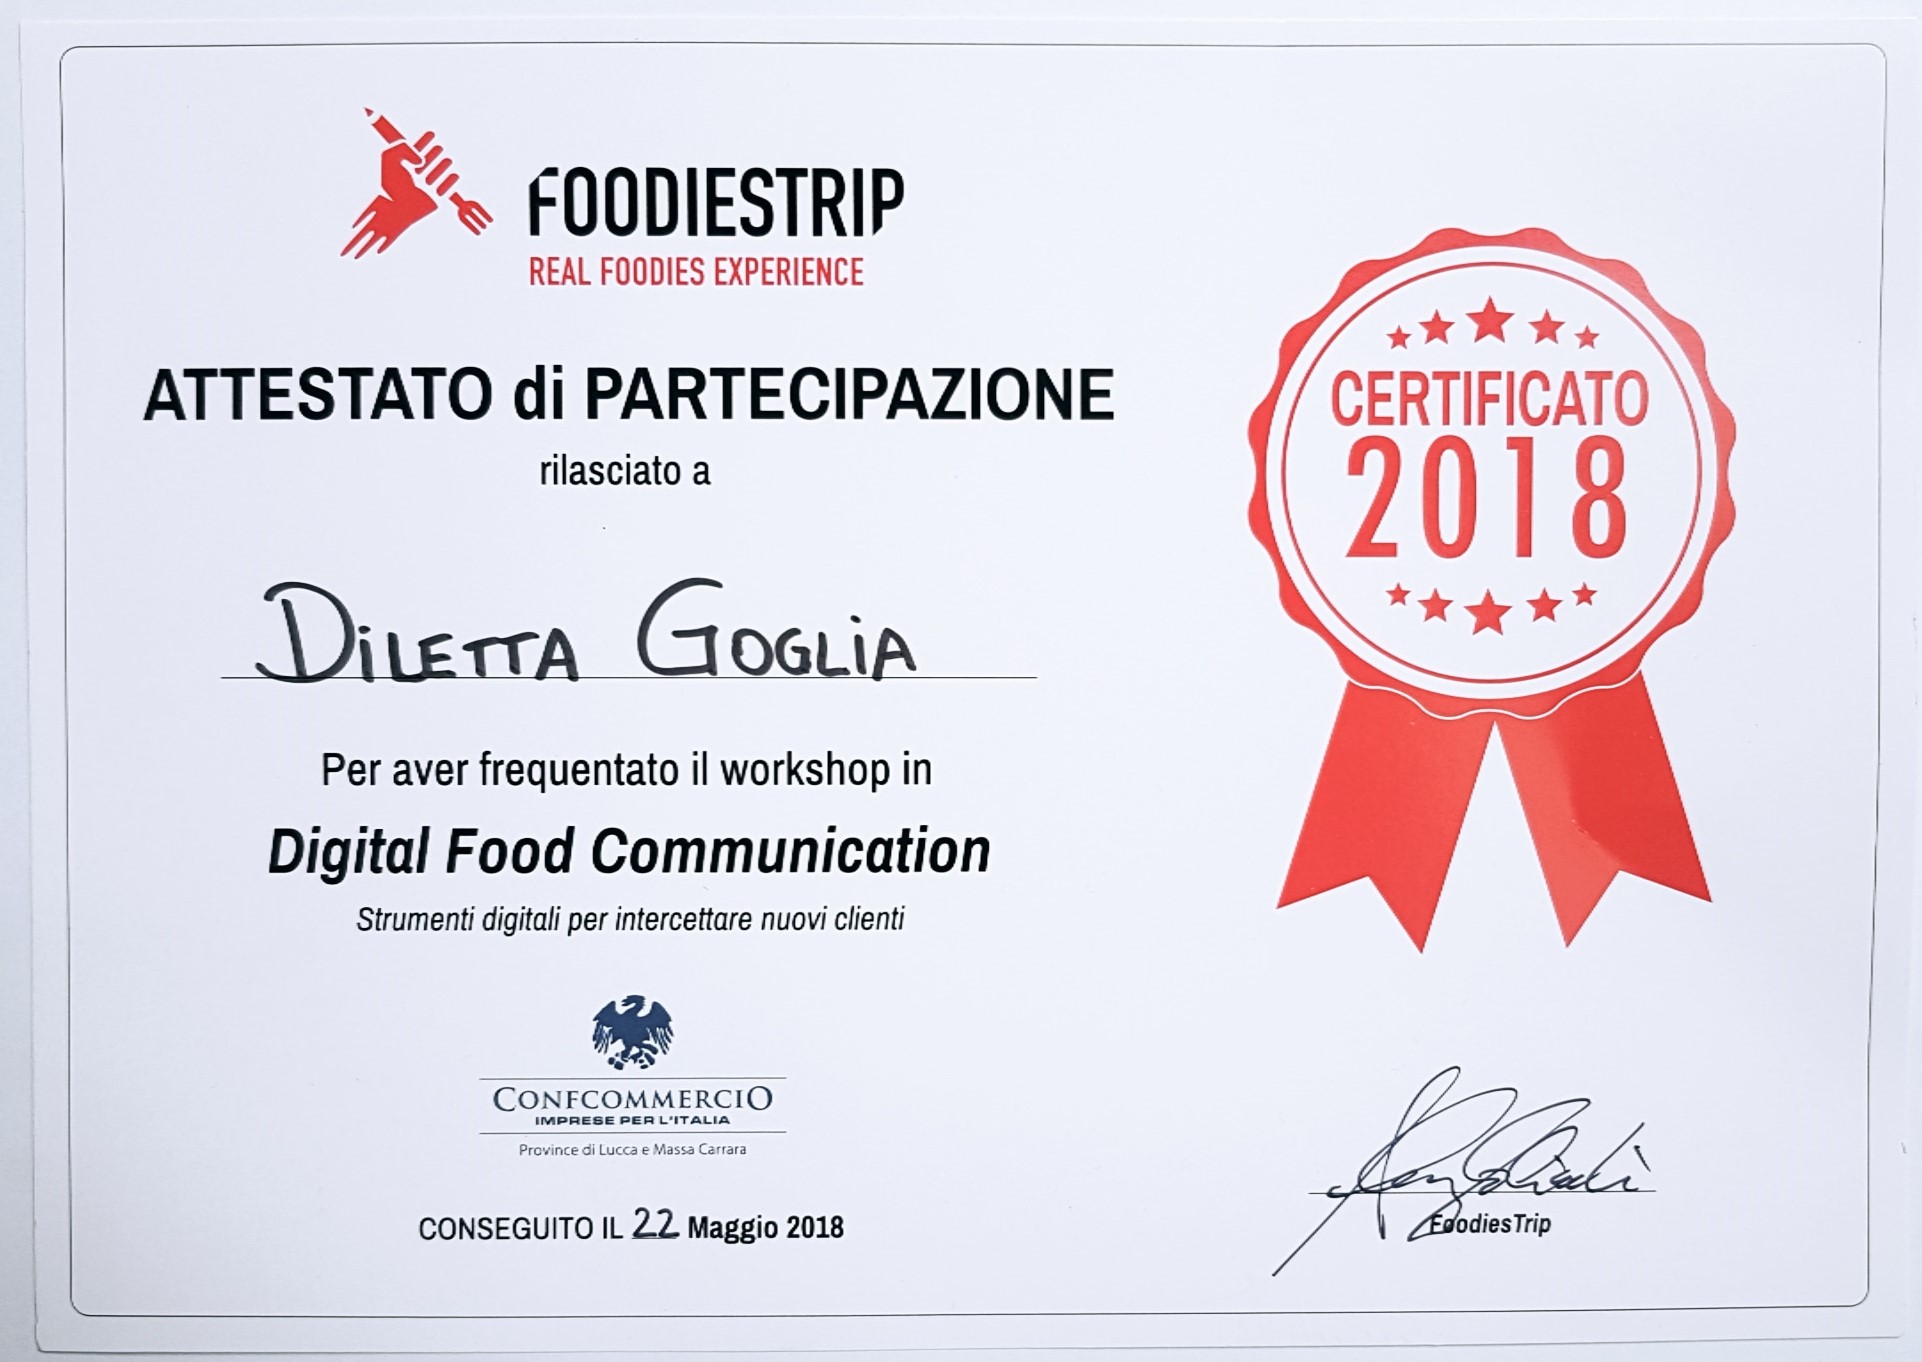 FOODIESTRIP
REAL FOODIES EXPERIENCE
ATTESTATO di PARTECIPAZIONE
rilasciato a
DiLETTA GOGLiA
Per aver frequentato il workshop in
Digital Food Communication
Strumenti digitali per intercettare nuovi clienti
CONFCOMMERCIO
IMPRESE PER L'ITALIA
Province di Lucca e Massa Carrara
CONSEGUITO IL 22 Maggio 2018
CERTIFICATO
2018
FoodiesTrip